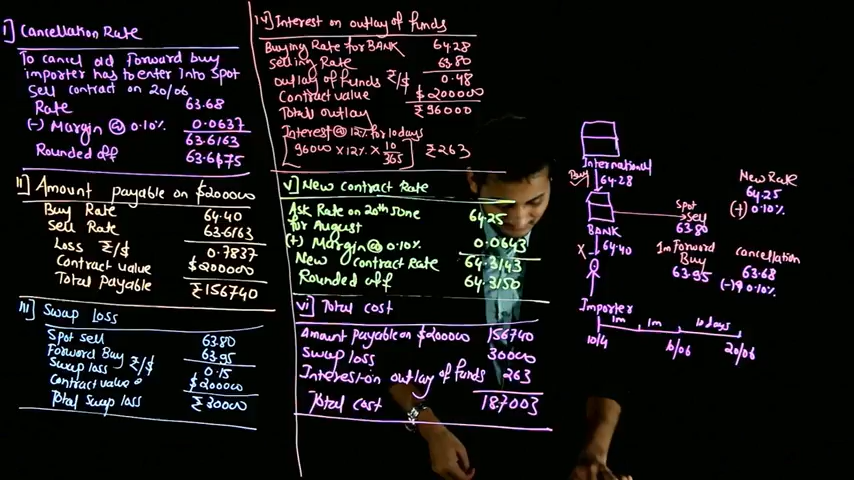 I] Cancellation Rate
To cancel old forward buy
importer has to enter into spot
Sell contract on 20/06
Rate 63.68
(-) Margin @ 0.10% 0.0637
63.6163
Rounded off 63.6175
II] Amount payable on $200000
Buy Rate 64.40
Sell Rate 63.6163
Loss ₹/$ 0.7837
Contract value $200000
Total Payable ₹156740
III] Swap Loss
Spot sell 63.80
Forward Buy 63.95
Swap loss ₹/$ 0.15
Contract value $200000
Total Swap loss ₹30000
iv] Interest on outlay of funds
Buying Rate for BANK 64.28
Selling Rate 63.80
Outlay of funds ₹/$ 0.48
Contract value $200000
Total outlay ₹96000
Interest @ 12% for 10 days
[96000 × 12% × 10/365] ₹263
v] New Contract Rate
Ask Rate on 20th June 64.25
for August
(+) Margin @ 0.10% 0.0643
New Contract Rate 64.3143
Rounded off 64.3150
vi] Total cost
Amount payable on $200000 156740
Swap loss 30000
Interest on outlay of funds 263
Total cost 187003
International
Buy 64.28
BANK
Spot
Sell
63.80
X 64.40
1m Forward
Buy
63.95
New Rate
64.25
(+) 0.10%
Cancellation
63.68
(-) 0.10%
Importer
1m 1m 10 days
10/4 10/06 20/06